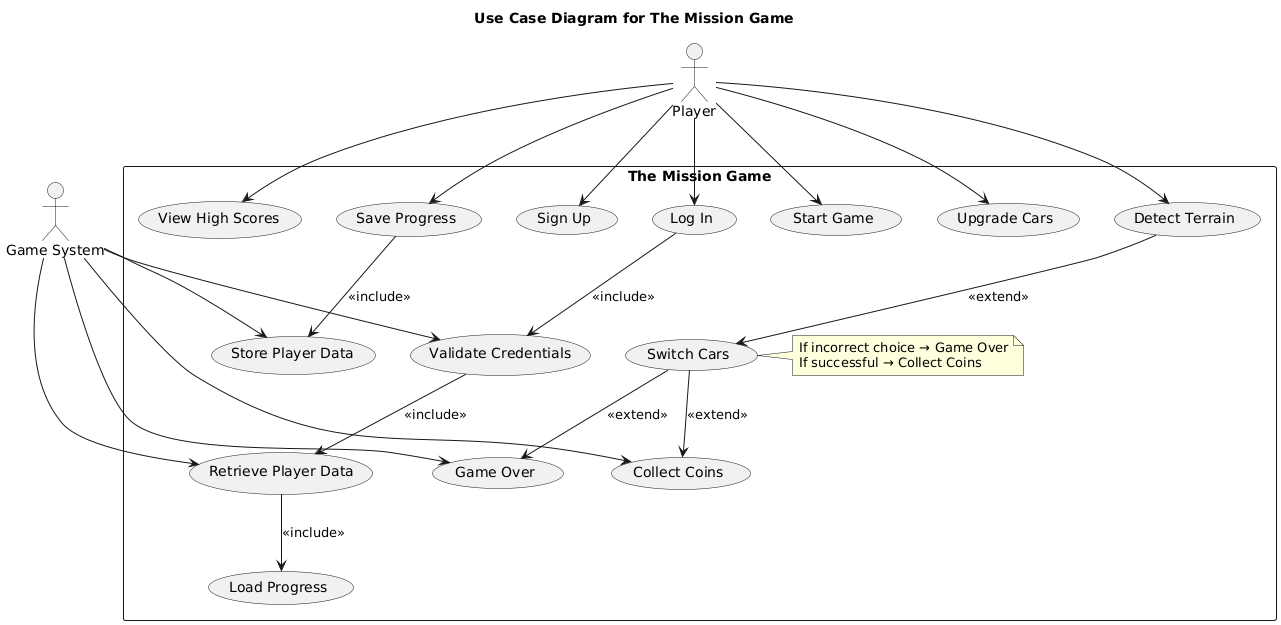 Use Case Diagram for The Mission Game
Player
The Mission Game
Game System
View High Scores
Save Progress
Sign Up
Log In
Start Game
Upgrade Cars
Detect Terrain
«include»
«include»
«extend»
Store Player Data
Validate Credentials
Switch Cars
If incorrect choice → Game Over
If successful → Collect Coins
«include»
«extend»
«extend»
Retrieve Player Data
Game Over
Collect Coins
«include»
Load Progress